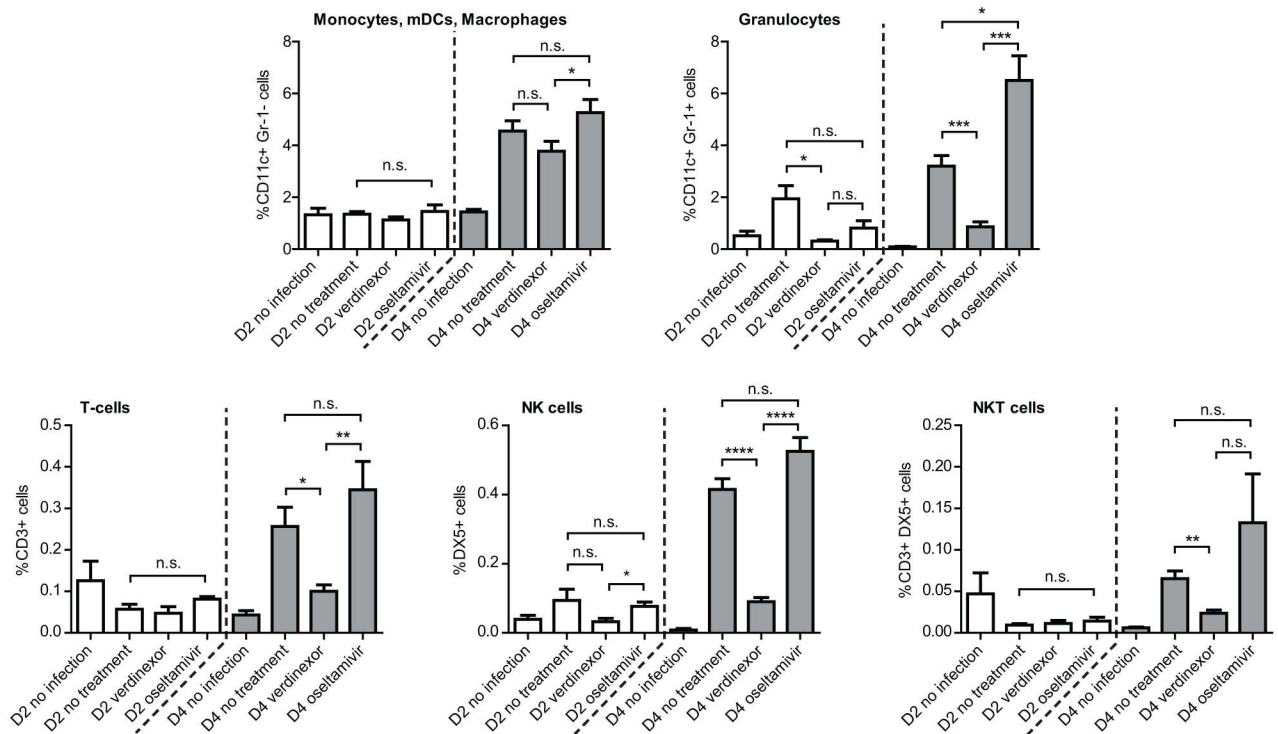 Monocytes, mDCs, Macrophages
%CD11c+ Gr-1- cells
8
6
4
2
0
n.s.
n.s.
n.s.
*
D2 no infection
D2 no treatment
D2 verdinexor
D2 oseltamivir
D4 no infection
D4 no treatment
D4 verdinexor
D4 oseltamivir
Granulocytes
%CD11c+ Gr-1+ cells
8
6
4
2
0
n.s.
*
n.s.
*
***
***
D2 no infection
D2 no treatment
D2 verdinexor
D2 oseltamivir
D4 no infection
D4 no treatment
D4 verdinexor
D4 oseltamivir
T-cells
%CD3+ cells
0.5
0.4
0.3
0.2
0.1
0.0
n.s.
n.s.
**
*
D2 no infection
D2 no treatment
D2 verdinexor
D2 oseltamivir
D4 no infection
D4 no treatment
D4 verdinexor
D4 oseltamivir
NK cells
%DX5+ cells
0.6
0.4
0.2
0.0
n.s.
n.s.
*
n.s.
****
****
D2 no infection
D2 no treatment
D2 verdinexor
D2 oseltamivir
D4 no infection
D4 no treatment
D4 verdinexor
D4 oseltamivir
NKT cells
%CD3+ DX5+ cells
0.25
0.20
0.15
0.10
0.05
0.00
n.s.
n.s.
n.s.
**
D2 no infection
D2 no treatment
D2 verdinexor
D2 oseltamivir
D4 no infection
D4 no treatment
D4 verdinexor
D4 oseltamivir